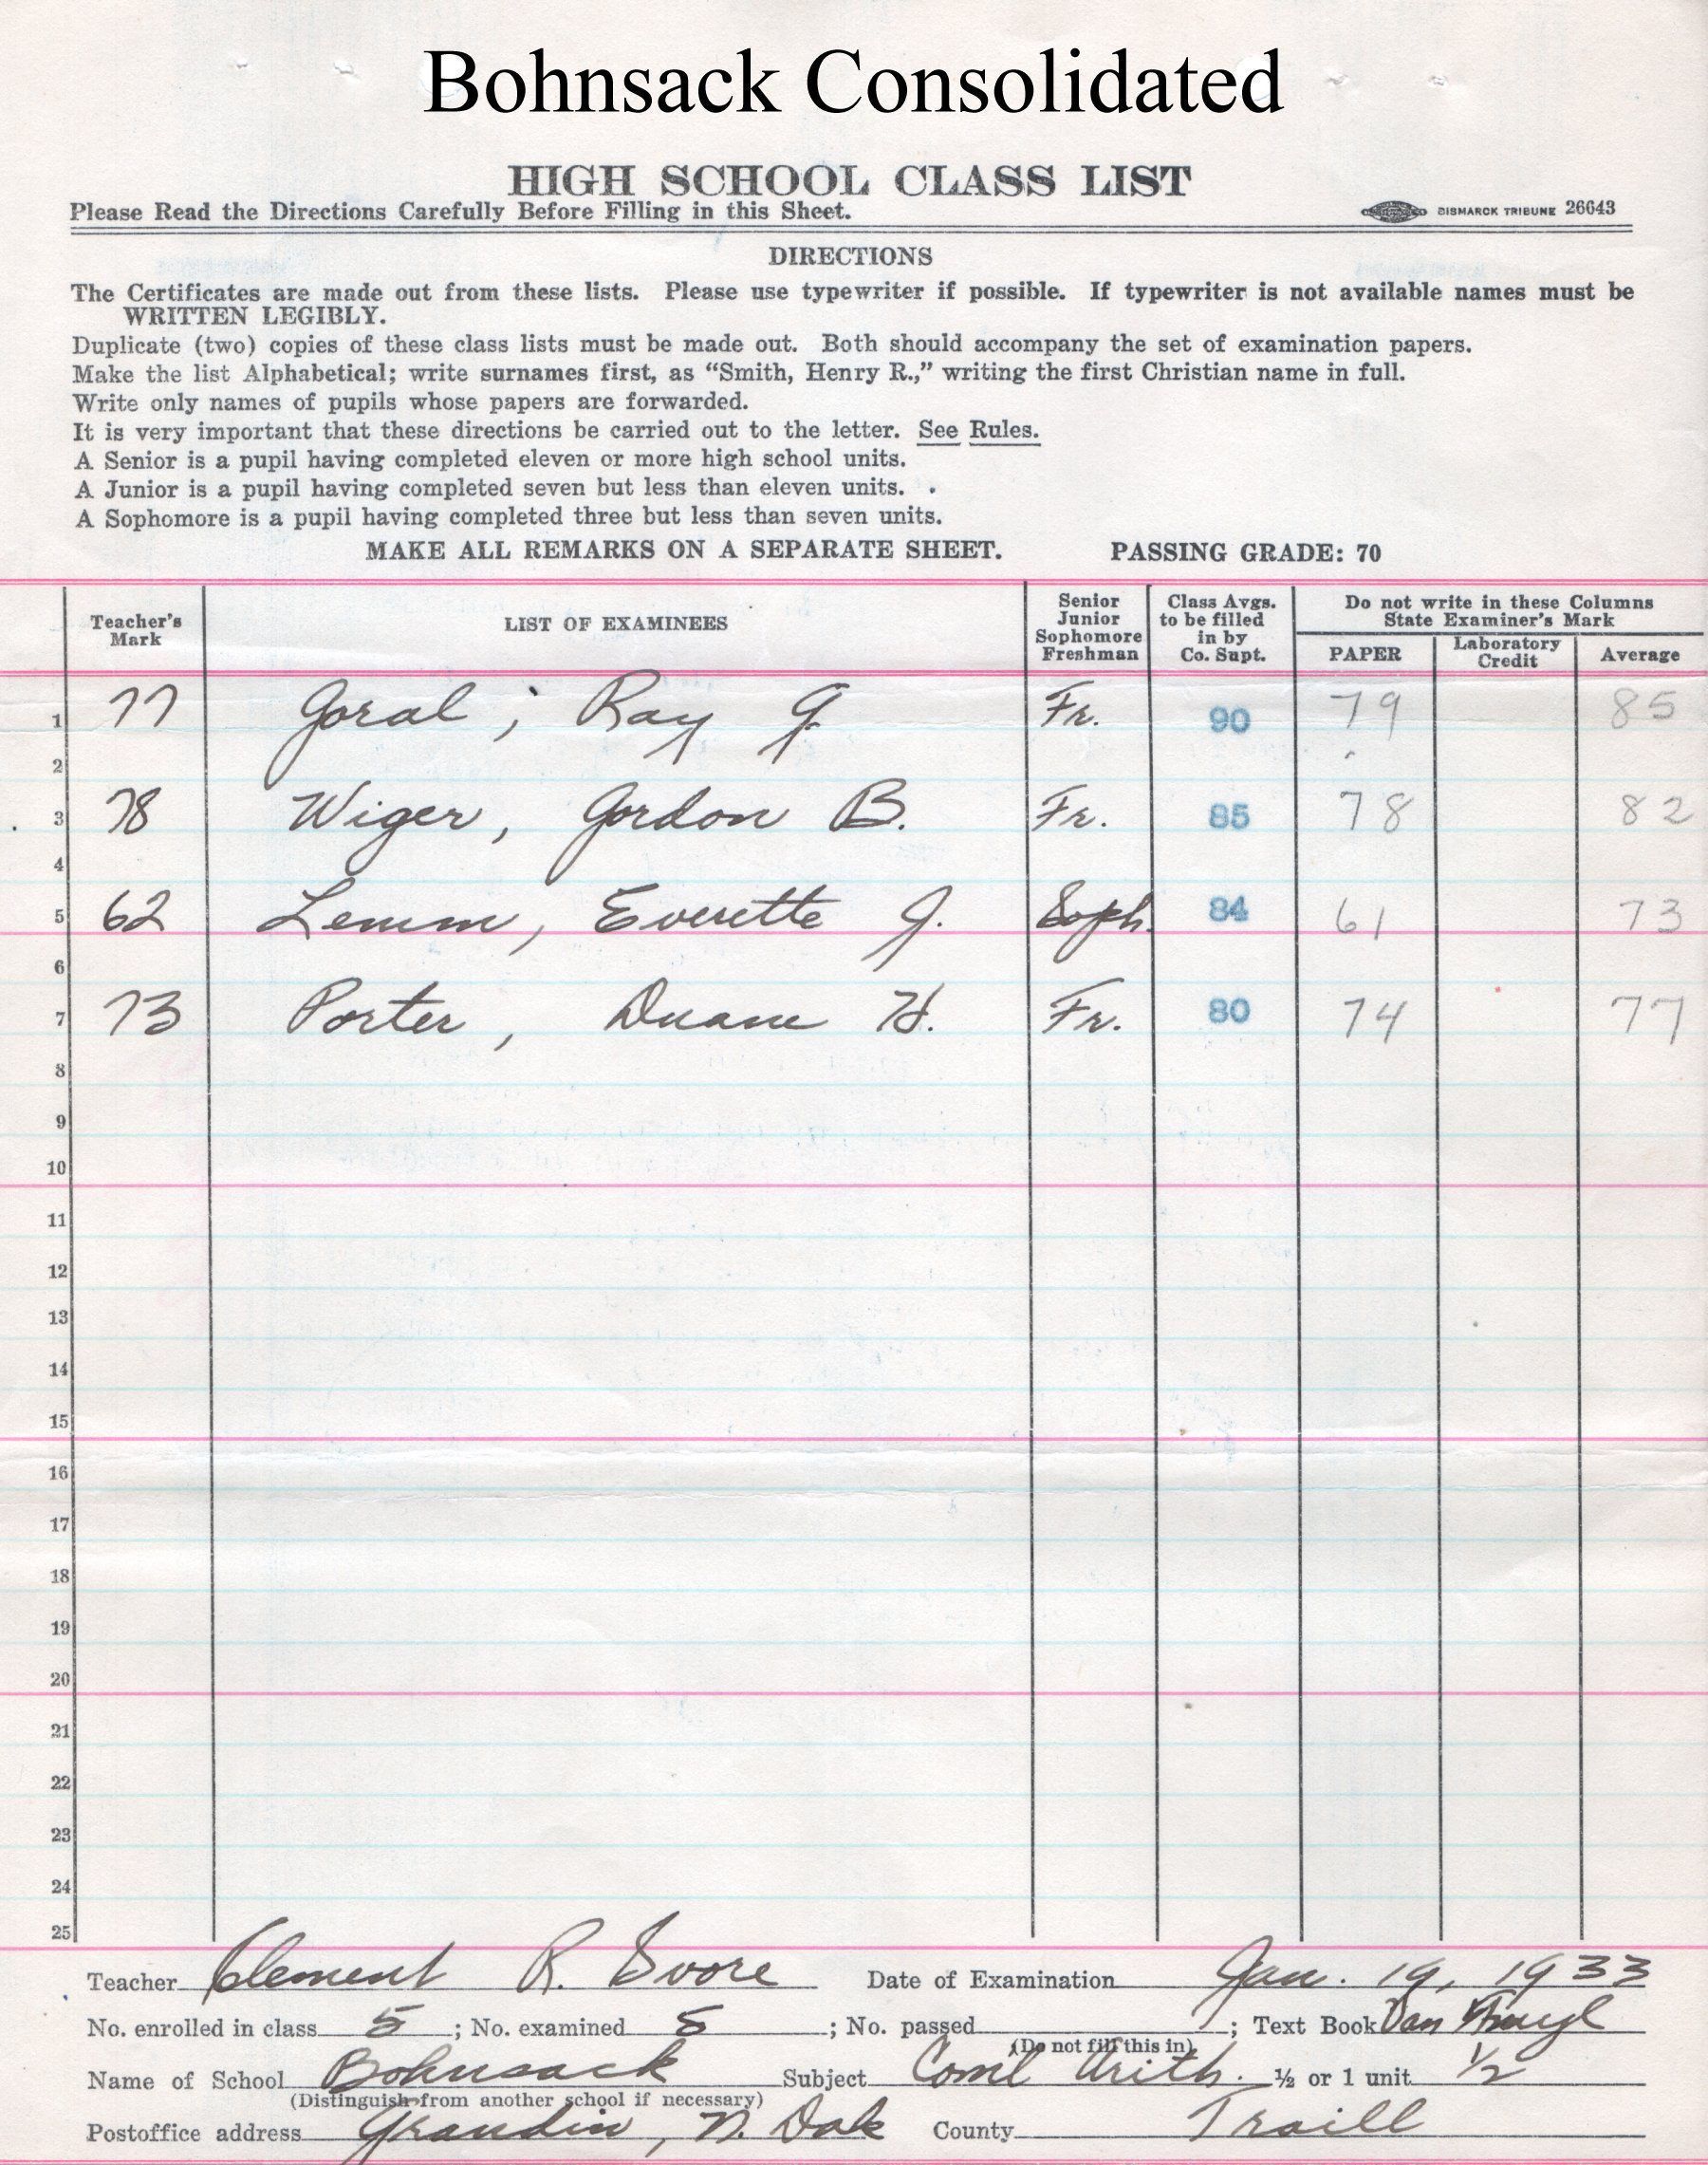 Bohnsack Consolidated
HIGH SCHOOL CLASS LIST
Please Read the Directions Carefully Before Filling in this Sheet. BISMARCK TRIBUNE 26643
DIRECTIONS
The Certificates are made out from these lists. Please use typewriter if possible. If typewriter is not available names must be
WRITTEN LEGIBLY.
Duplicate (two) copies of these class lists must be made out. Both should accompany the set of examination papers.
Make the list Alphabetical; write surnames first, as “Smith, Henry R.,” writing the first Christian name in full.
Write only names of pupils whose papers are forwarded.
It is very important that these directions be carried out to the letter. See Rules.
A Senior is a pupil having completed eleven or more high school units.
A Junior is a pupil having completed seven but less than eleven units.
A Sophomore is a pupil having completed three but less than seven units.
MAKE ALL REMARKS ON A SEPARATE SHEET. PASSING GRADE: 70
Teacher's Mark LIST OF EXAMINEES Senior Junior Sophomore Freshman Class Avgs. to be filled in by Co. Supt. Do not write in these Columns State Examiner's Mark PAPER Laboratory Credit Average
1 77 Goral, Ray G. Fr. 90 79 85
2
3 78 Wiger, Gordon B. Fr. 85 78 82
4
5 62 Lemm, Everette J. Soph. 84 61 73
6
7 73 Porter, Duane H. Fr. 80 74 77
8
9
10
11
12
13
14
15
16
17
18
19
20
21
22
23
24
25
Teacher Clement R. Svore Date of Examination Jan. 19, 1933
No. enrolled in class 5; No. examined 5; No. passed ; Text Book Van
(Do not fill this in)
Name of School Bohnsack Subject Coml Arith. ½ or 1 unit ½
(Distinguish from another school if necessary)
Postoffice address Grandin, N. Dak County Traill